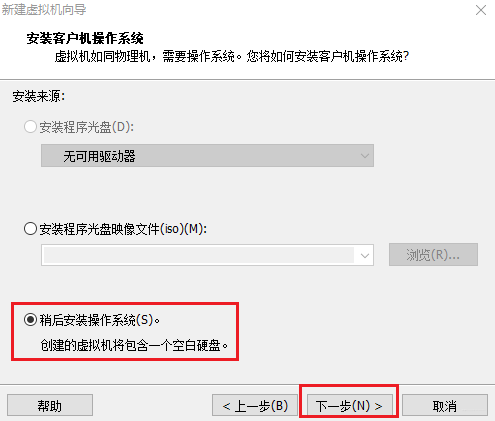 新建虚拟机向导
安装客户机操作系统
虚拟机如同物理机，需要操作系统。您将如何安装客户机操作系统?
安装来源:
安装程序光盘(D):
无可用驱动器
安装程序光盘映像文件(iso)(M):
浏览(R)...
稍后安装操作系统(S)。
创建的虚拟机将包含一个空白硬盘。
帮助
< 上一步(B)
下一步(N) >
取消